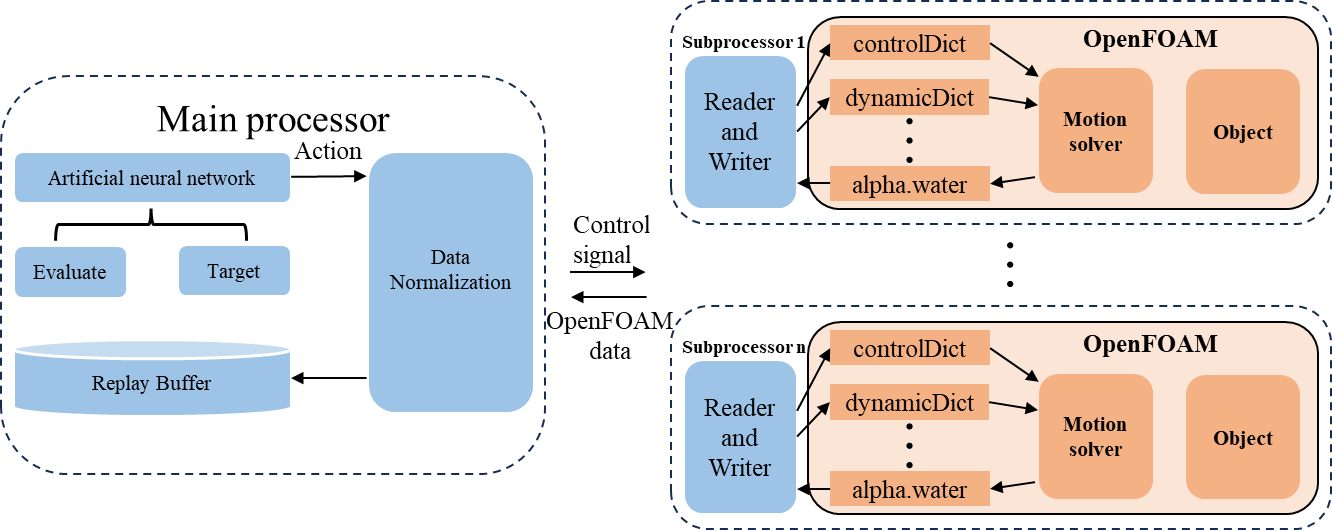 Main processor
Action
Artificial neural network
Evaluate
Target
Replay Buffer
Data
Normalization
Control
signal
OpenFOAM
data
Subprocessor 1
Reader
and
Writer
OpenFOAM
controlDict
dynamicDict
alpha.water
Motion
solver
Object
Subprocessor n
Reader
and
Writer
OpenFOAM
controlDict
dynamicDict
alpha.water
Motion
solver
Object